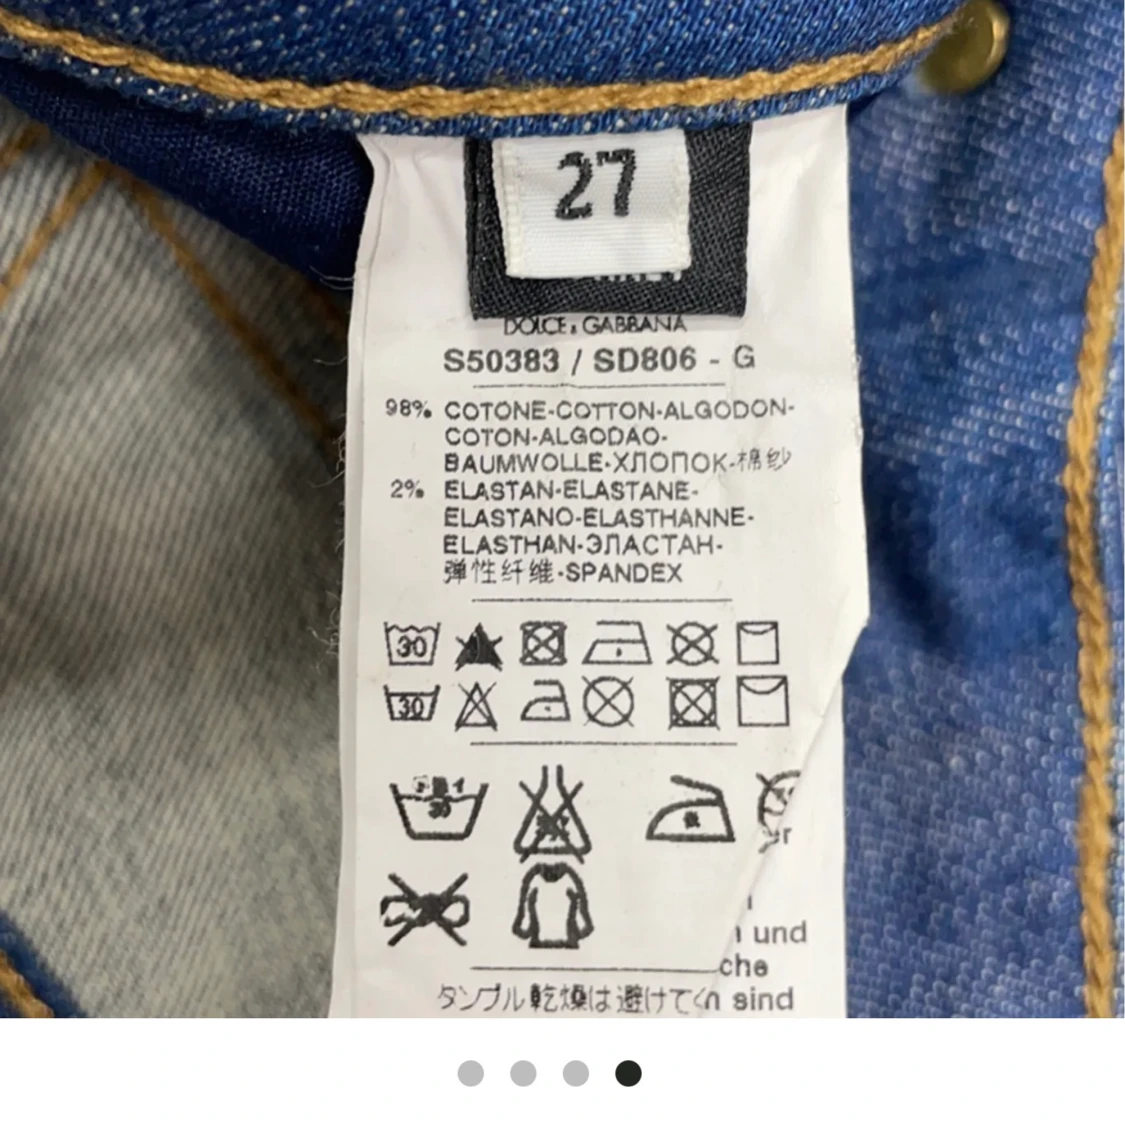 27
DOLCE & GABBANA
S50383 / SD806 - G
98% COTONE-COTTON-ALGODON-
COTON-ALGODAO-
BAUMWOLLE-ХЛОПОК-棉纱
2% ELASTAN-ELASTANE-
ELASTANO-ELASTHANNE-
ELASTHAN-ЭЛАСТАН-
弹性纤维-SPANDEX
30
30
30
und
che
タンブル乾燥は避けてく
sind